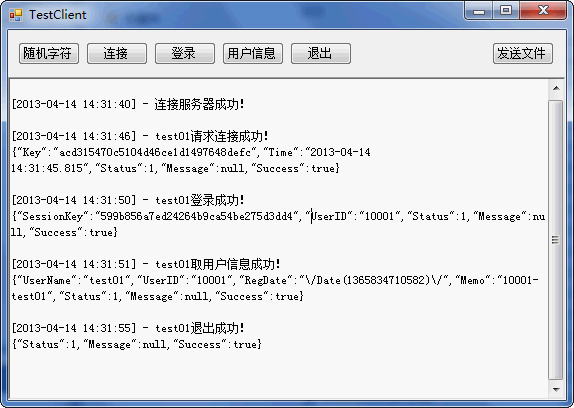 TestClient
随机字符 连接 登录 用户信息 退出 发送文件
[2013-04-14 14:31:40] - 连接服务器成功!
[2013-04-14 14:31:46] - test01请求连接成功!
{"Key":"acd315470c5104d46ce1d1497648defc","Time":"2013-04-14
14:31:45.815","Status":1,"Message":null,"Success":true}
[2013-04-14 14:31:50] - test01登录成功!
{"SessionKey":"599b856a7ed24264b9ca54be275d3dd4","UserID":"10001","Status":1,"Message":nu
ll,"Success":true}
[2013-04-14 14:31:51] - test01取用户信息成功!
{"UserName":"test01","UserID":"10001","RegDate":"\/Date(1365834710582)\/","Memo":"10001-
test01","Status":1,"Message":null,"Success":true}
[2013-04-14 14:31:55] - test01退出成功!
{"Status":1,"Message":null,"Success":true}